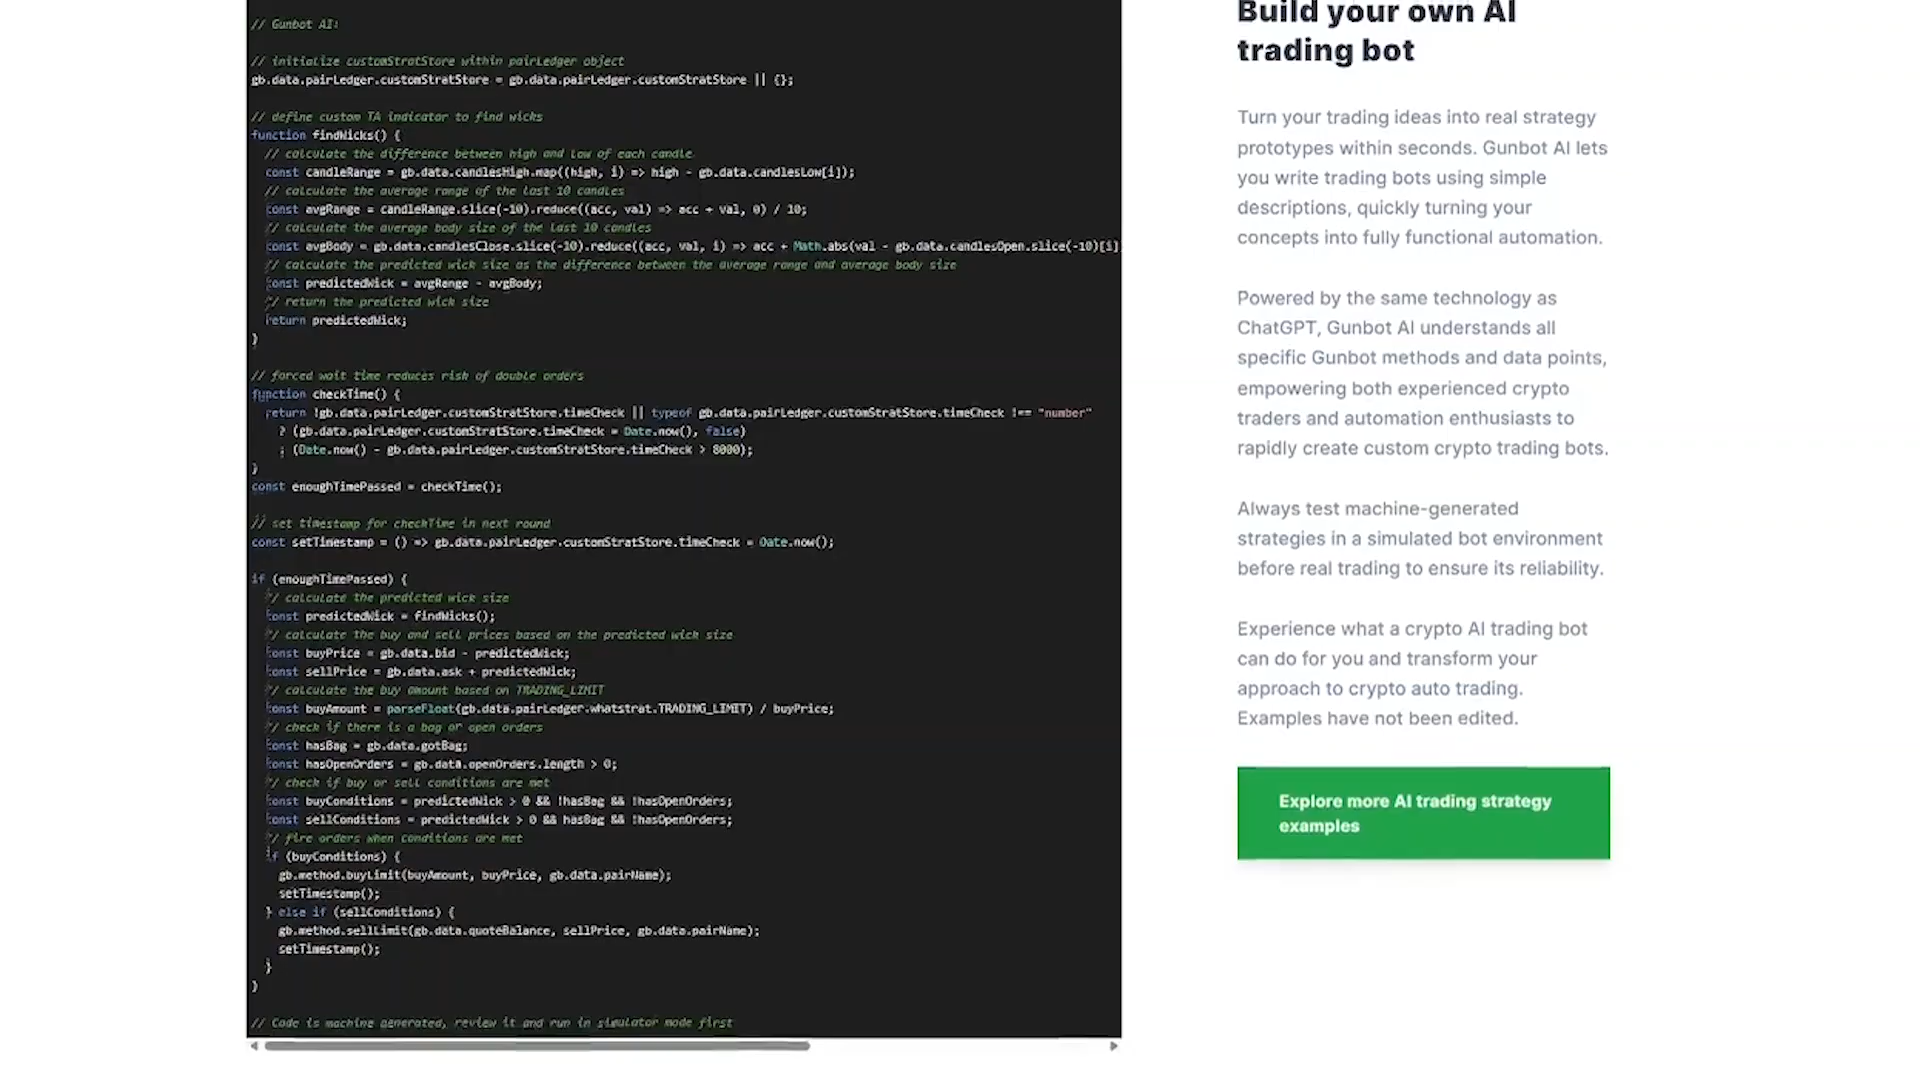 // Gunbot AI:
// initialize customStratStore within pairLedger object
gb.data.pairLedger.customStratStore = gb.data.pairLedger.customStratStore || {};
// define custom TA indicator to find wicks
function findWicks() {
// calculate the difference between high and low of each candle
const candleRange = gb.data.candlesHigh.map((high, i) => high - gb.data.candlesLow[i]);
// calculate the average range of the last 10 candles
const avgRange = candleRange.slice(-10).reduce((acc, val) => acc + val, 0) / 10;
// calculate the average body size of the last 10 candles
const avgBody = gb.data.candlesClose.slice(-10).reduce((acc, val, i) => acc + Math.abs(val - gb.data.candlesOpen.slice(-10)[i]
// calculate the predicted wick size as the difference between the average range and average body size
const predictedWick = avgRange - avgBody;
// return the predicted wick size
return predictedWick;
}
// forced wait time reduces risk of double orders
function checkTime() {
return !gb.data.pairLedger.customStratStore.timeCheck || typeof gb.data.pairLedger.customStratStore.timeCheck !== "number"
? (gb.data.pairLedger.customStratStore.timeCheck = Date.now(), false)
: (Date.now() - gb.data.pairLedger.customStratStore.timeCheck > 8000);
}
const enoughTimePassed = checkTime();
// set timestamp for checkTime in next round
const setTimestamp = () => gb.data.pairLedger.customStratStore.timeCheck = Date.now();
if (enoughTimePassed) {
// calculate the predicted wick size
const predictedWick = findWicks();
// calculate the buy and sell prices based on the predicted wick size
const buyPrice = gb.data.bid - predictedWick;
const sellPrice = gb.data.ask + predictedWick;
// calculate the buy amount based on TRADING_LIMIT
const buyAmount = parseFloat(gb.data.pairLedger.whatstrat.TRADING_LIMIT) / buyPrice;
// check if there is a bag or open orders
const hasBag = gb.data.gotBag;
const hasOpenOrders = gb.data.openOrders.length > 0;
// check if buy or sell conditions are met
const buyConditions = predictedWick > 0 && !hasBag && !hasOpenOrders;
const sellConditions = predictedWick > 0 && hasBag && !hasOpenOrders;
// fire orders when conditions are met
if (buyConditions) {
gb.method.buyLimit(buyAmount, buyPrice, gb.data.pairName);
setTimestamp();
} else if (sellConditions) {
gb.method.sellLimit(gb.data.quoteBalance, sellPrice, gb.data.pairName);
setTimestamp();
}
}
// Code is machine generated, review it and run in simulator mode first
Build your own AI
trading bot
Turn your trading ideas into real strategy
prototypes within seconds. Gunbot AI lets
you write trading bots using simple
descriptions, quickly turning your
concepts into fully functional automation.
Powered by the same technology as
ChatGPT, Gunbot AI understands all
specific Gunbot methods and data points,
empowering both experienced crypto
traders and automation enthusiasts to
rapidly create custom crypto trading bots.
Always test machine-generated
strategies in a simulated bot environment
before real trading to ensure its reliability.
Experience what a crypto AI trading bot
can do for you and transform your
approach to crypto auto trading.
Examples have not been edited.
Explore more AI trading strategy
examples